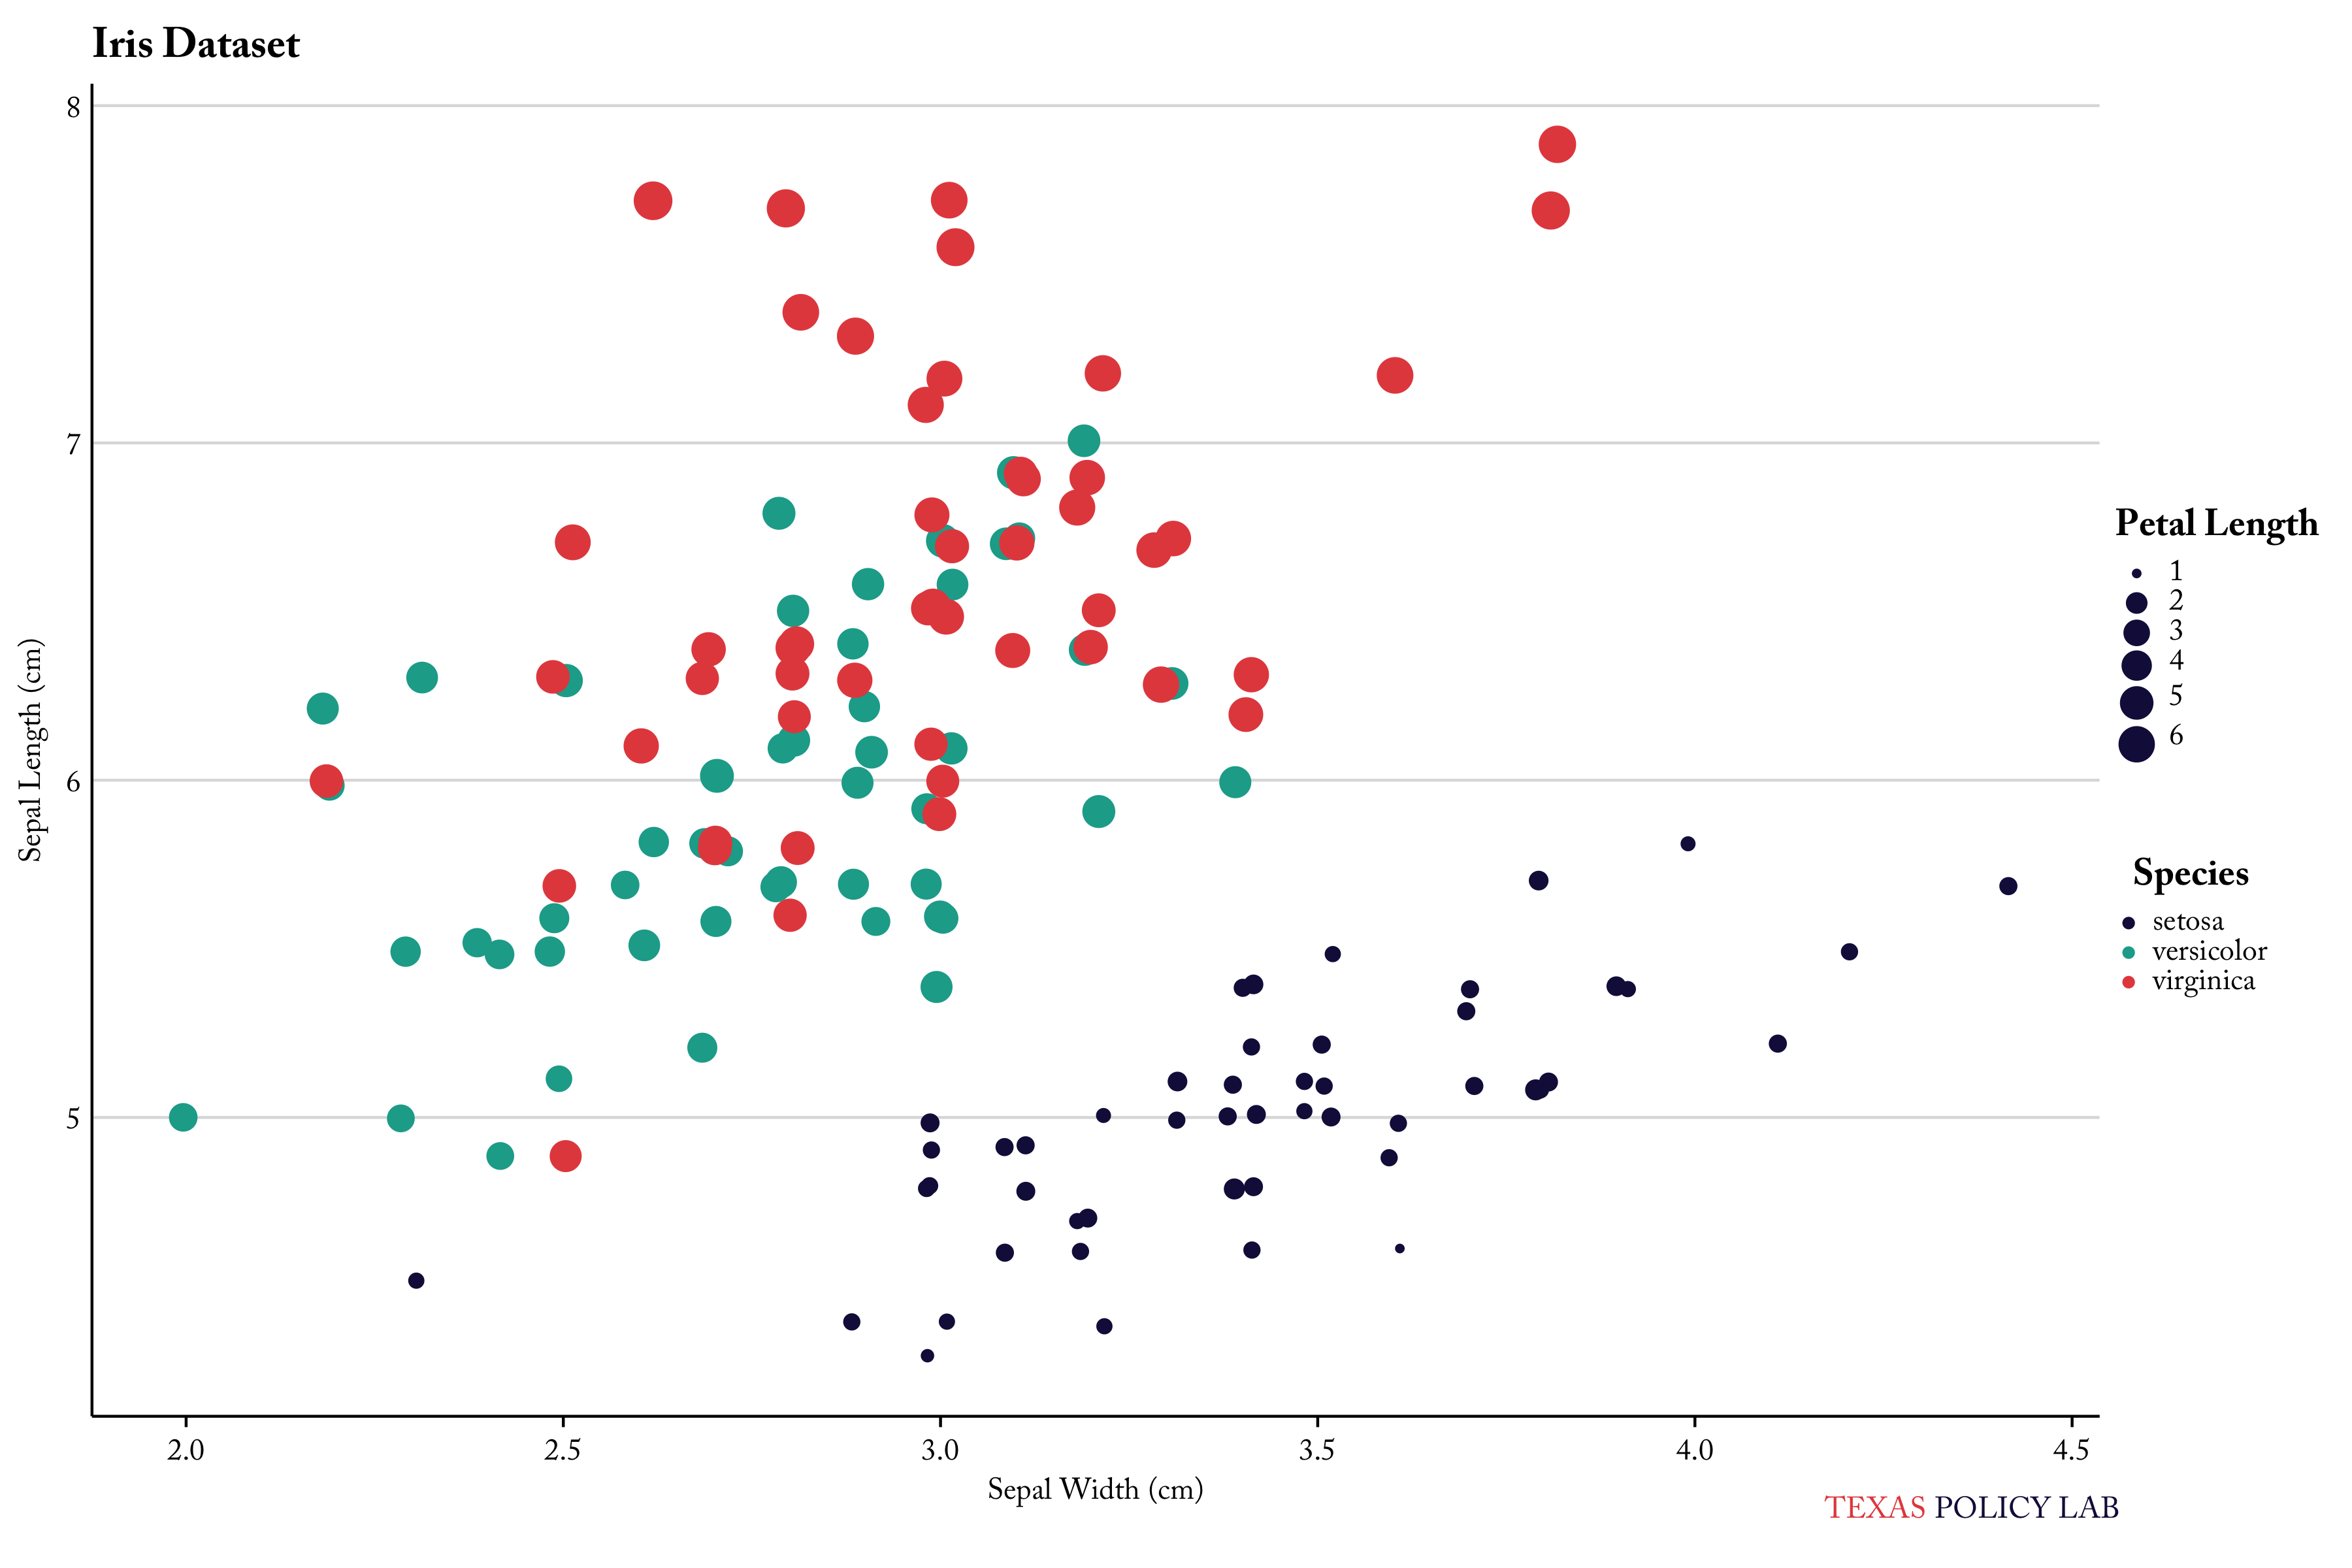 Iris Dataset
8
7
6
5
Sepal Length (cm)
2.0 2.5 3.0 3.5 4.0 4.5
Sepal Width (cm)
Petal Length
1
2
3
4
5
6
Species
setosa
versicolor
virginica
TEXAS POLICY LAB